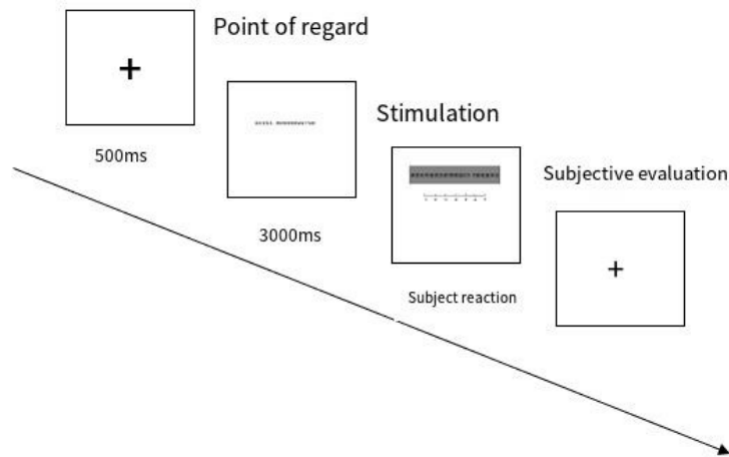 Point of regard
500ms
Stimulation
3000ms
Subjective evaluation
Subject reaction